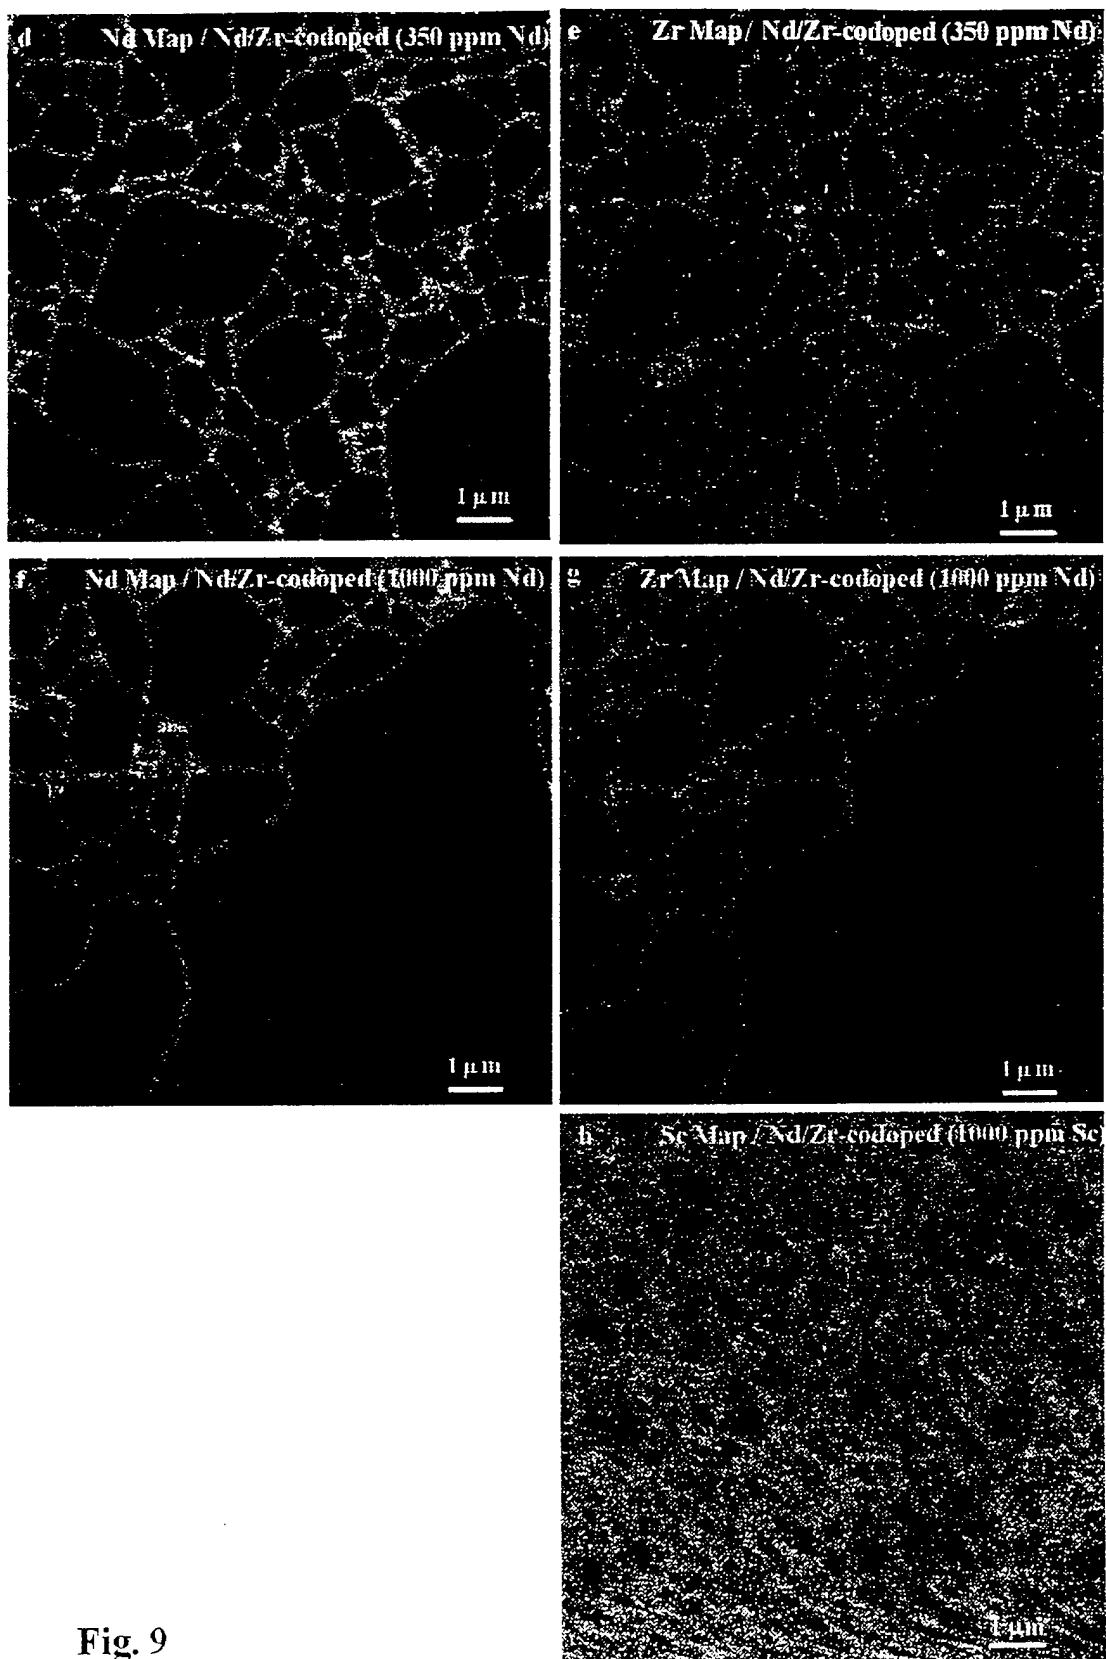 d Nd Map / Nd/Zr-codoped (350 ppm Nd)
e Zr Map / Nd/Zr-codoped (350 ppm Nd)
1 μm
1 μm
f Nd Map / Nd/Zr-codoped (1000 ppm Nd)
g Zr Map / Nd/Zr-codoped (1000 ppm Nd)
1 μm
1 μm
h Sc Map / Nd/Zr-codoped (1000 ppm Sc)
1 μm
Fig. 9